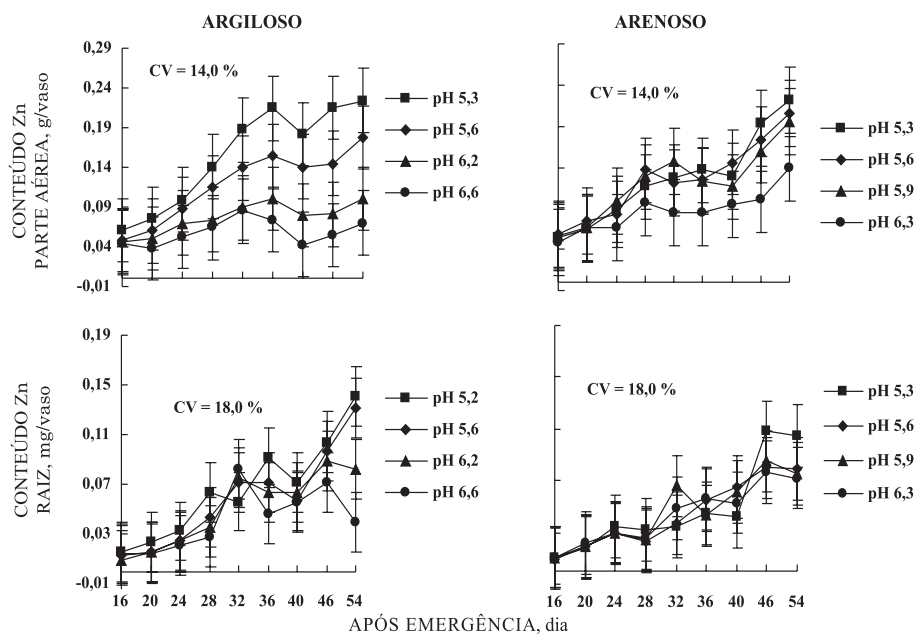 ARGILOSO
ARENOSO
CONTEÚDO Zn
PARTE AÉREA, g/vaso
0,29
0,24
0,19
0,14
0,09
0,04
-0,01
CV = 14,0 %
pH 5,3
pH 5,6
pH 6,2
pH 6,6
CV = 14,0 %
pH 5,3
pH 5,6
pH 5,9
pH 6,3
CONTEÚDO Zn
RAIZ, mg/vaso
0,19
0,15
0,11
0,07
0,03
-0,01
CV = 18,0 %
pH 5,2
pH 5,6
pH 6,2
pH 6,6
CV = 18,0 %
pH 5,3
pH 5,6
pH 5,9
pH 6,3
16 20 24 28 32 36 40 46 54
16 20 24 28 32 36 40 46 54
APÓS EMERGÊNCIA, dia